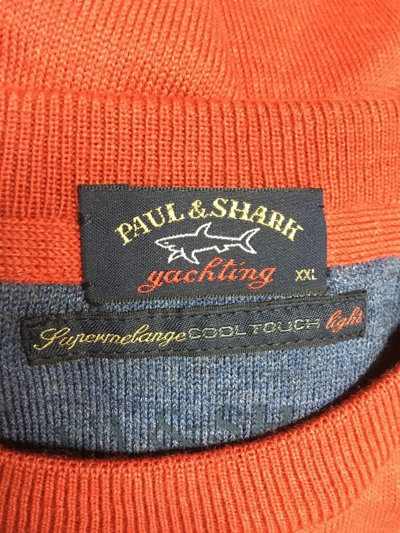 PAUL & SHARK
yachting
XXL
Supermelange COOL TOUCH light